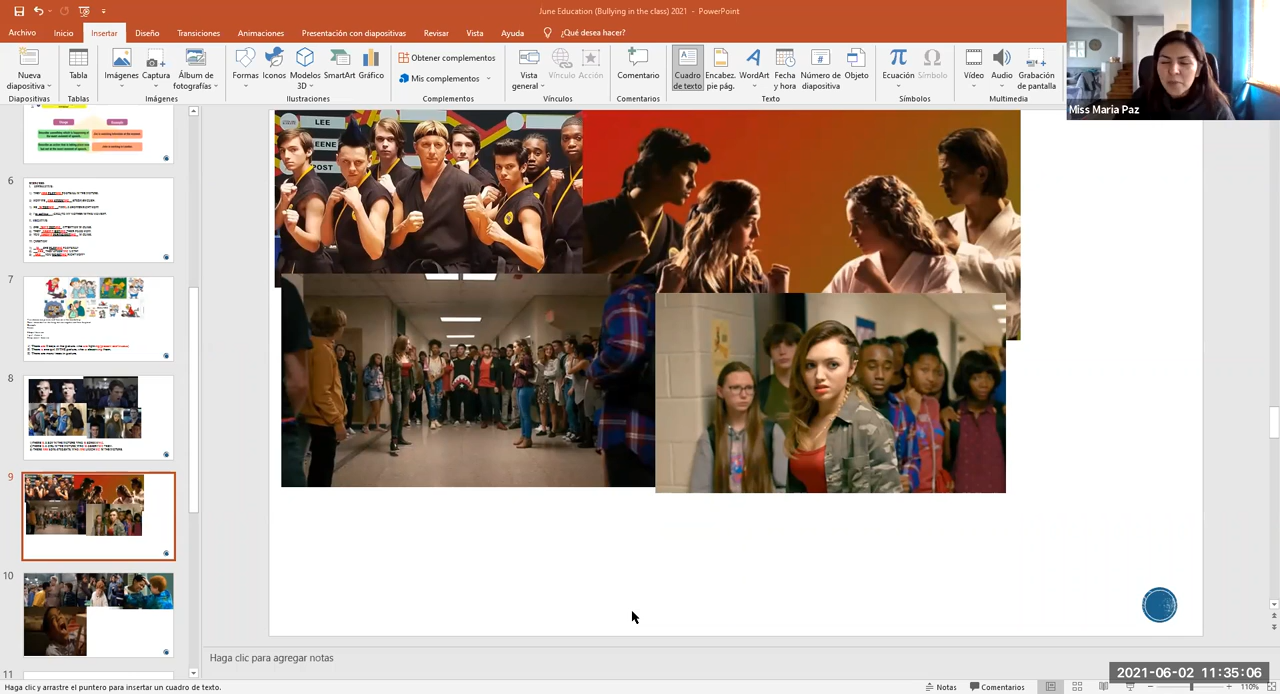 June Education (Bullying in the class) 2021 - PowerPoint
Archivo Inicio Insertar Diseño Transiciones Animaciones Presentación con diapositivas Revisar Vista Ayuda ¿Qué desea hacer?
Nueva diapositiva
Tabla
Imágenes
Captura
Álbum de fotografías
Formas
Iconos
Modelos 3D
SmartArt
Gráfico
Obtener complementos
Mis complementos
Vista general
Vínculo
Acción
Comentario
Cuadro de texto
Encabez. pie pág.
WordArt
Fecha y hora
Número de diapositiva
Objeto
Ecuación
Símbolo
Vídeo
Audio
Grabación de pantalla
Diapositivas Tablas Imágenes Ilustraciones Complementos Vínculos Comentarios Texto Símbolos Multimedia
Miss Maria Paz
LEE
POST
6
7
8
9
10
11
Haga clic para agregar notas
2021-06-02 11:35:06
Haga clic y arrastre el puntero para insertar un cuadro de texto.
Notas Comentarios 110%